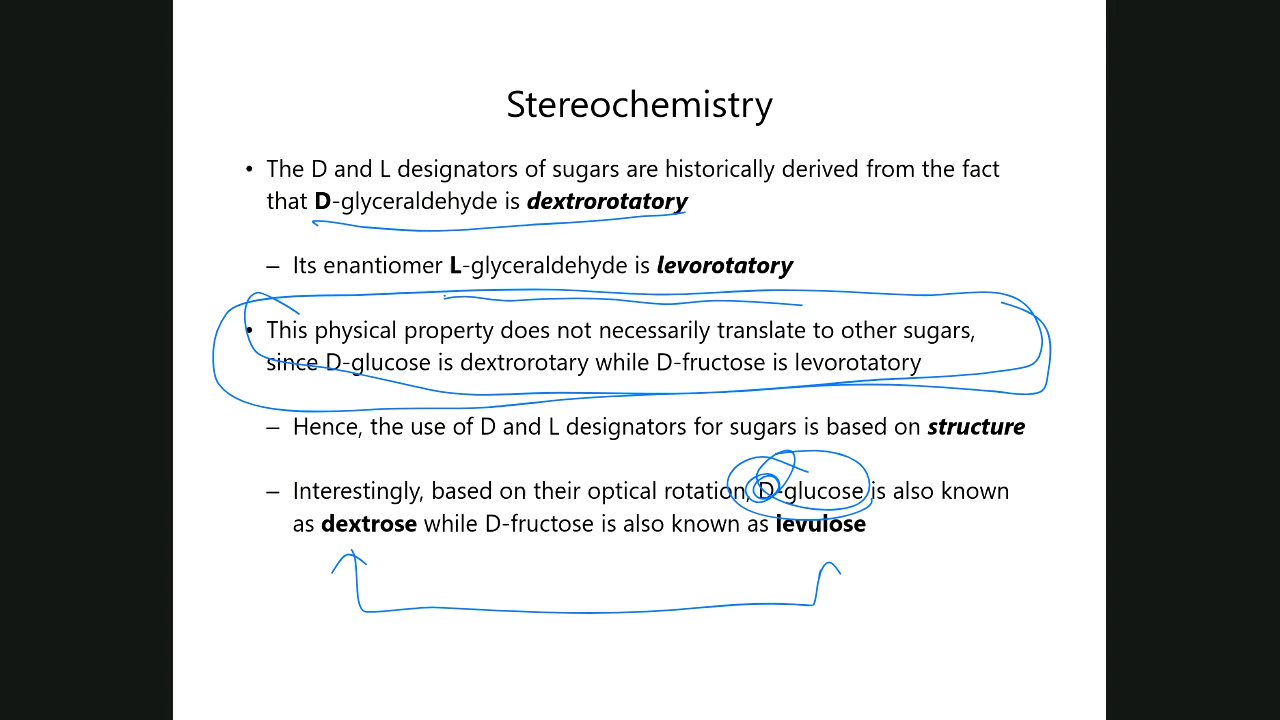 Stereochemistry
• The D and L designators of sugars are historically derived from the fact
that D-glyceraldehyde is dextrorotatory
– Its enantiomer L-glyceraldehyde is levorotatory
• This physical property does not necessarily translate to other sugars,
since D-glucose is dextrorotary while D-fructose is levorotatory
– Hence, the use of D and L designators for sugars is based on structure
– Interestingly, based on their optical rotation, D-glucose is also known
as dextrose while D-fructose is also known as levulose